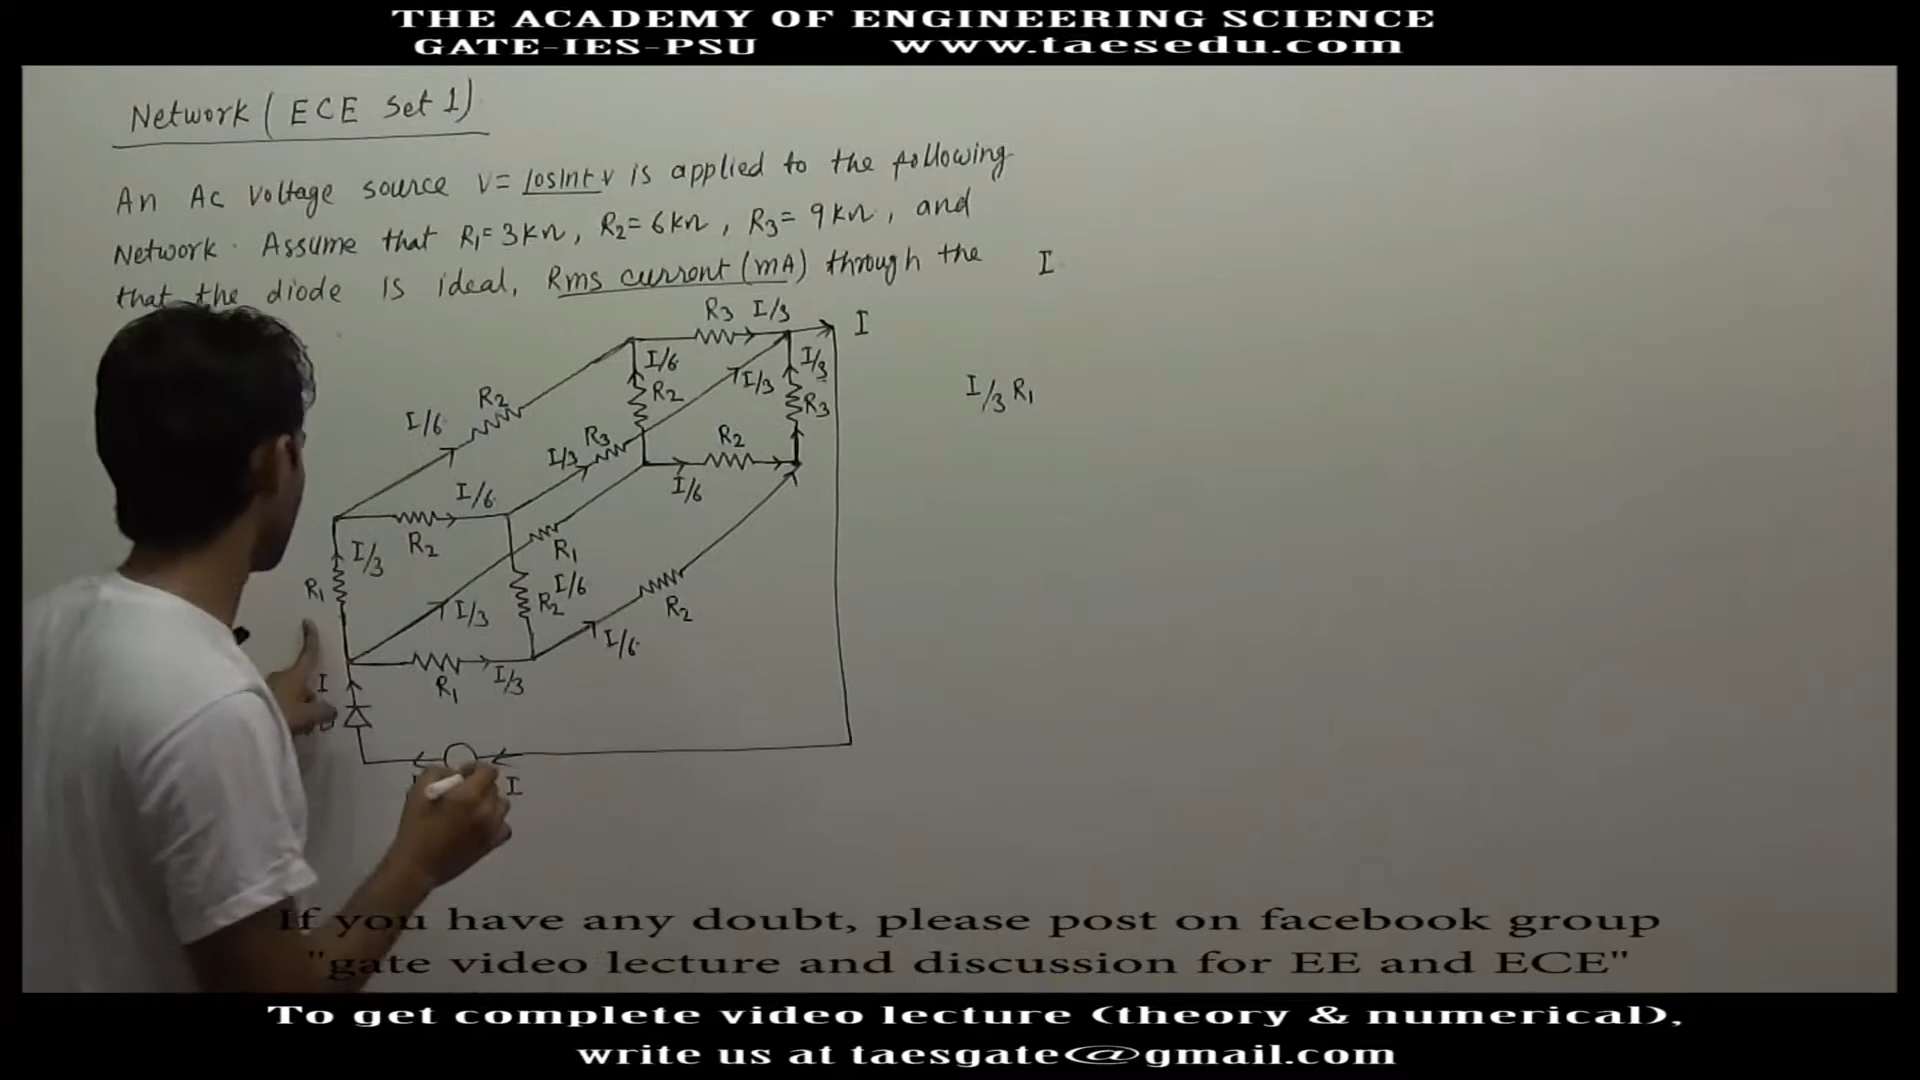 THE ACADEMY OF ENGINEERING SCIENCE
GATE-IES-PSU www.taesedu.com
Network ( ECE Set 1)
An AC Voltage source V= 10sint V is applied to the following
Network. Assume that R1= 3KΩ, R2= 6KΩ, R3= 9KΩ, and
that the diode is ideal, Rms current (mA) through the
I
R3 I/3 I
I/6 I/3
R2 I/3 R2 R3
I/3 R1
I/6
R3 R2
I/3
I/6 I/6
R2 R1
I/3
R1 I/3 R2 I/6 R2
I/6
R1 I/3
I
I
If you have any doubt, please post on facebook group
"gate video lecture and discussion for EE and ECE"
To get complete video lecture (theory & numerical),
write us at taesgate@gmail.com